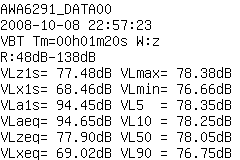 AWA6291_DATA00
2008-10-08 22:57:23
VBT Tm=00h01m20s W:z
R:48dB-138dB
VLz1s= 77.48dB VLmax= 78.38dB
VLx1s= 68.46dB VLmin= 76.66dB
VLa1s= 94.45dB VL5 = 78.35dB
VLaeq= 94.65dB VL10 = 78.25dB
VLzeq= 77.90dB VL50 = 78.05dB
VLxeq= 69.02dB VL90 = 76.75dB